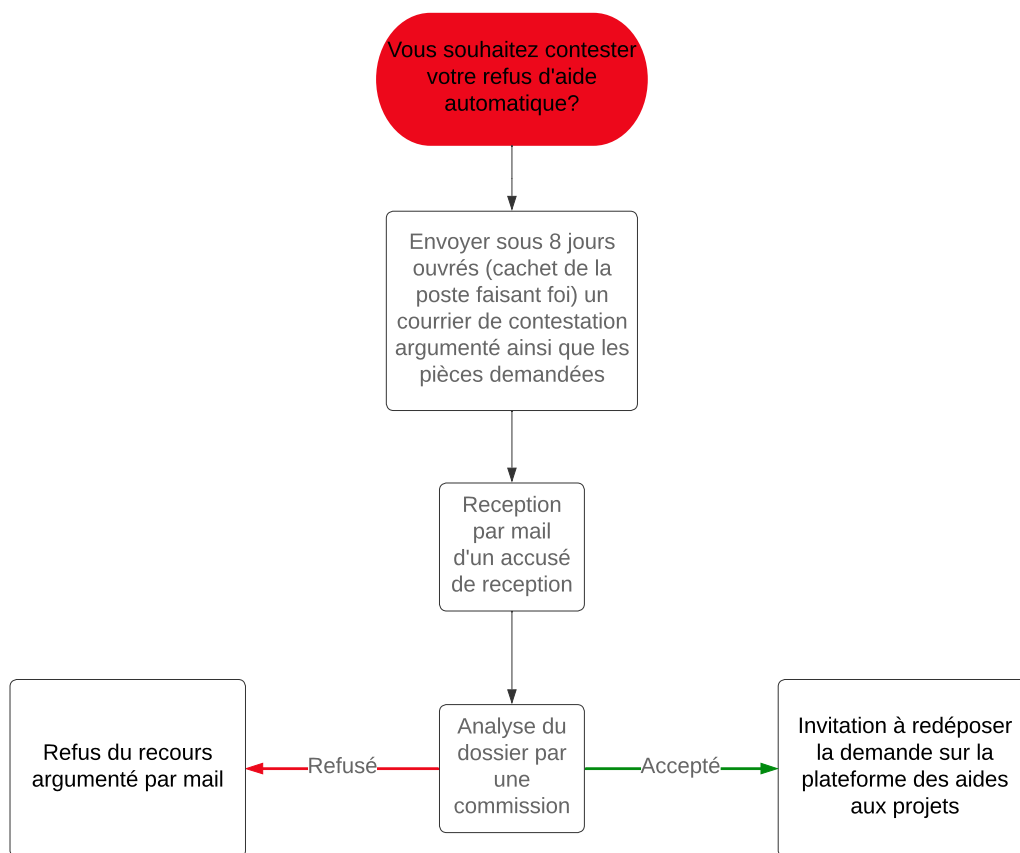 Vous souhaitez contester
votre refus d'aide
automatique?
Envoyer sous 8 jours
ouvrés (cachet de la
poste faisant foi) un
courrier de contestation
argumenté ainsi que les
pièces demandées
Reception
par mail
d'un accusé
de reception
Analyse du
dossier par
une
commission
Refusé
Refus du recours
argumenté par mail
Accepté
Invitation à redéposer
la demande sur la
plateforme des aides
aux projets